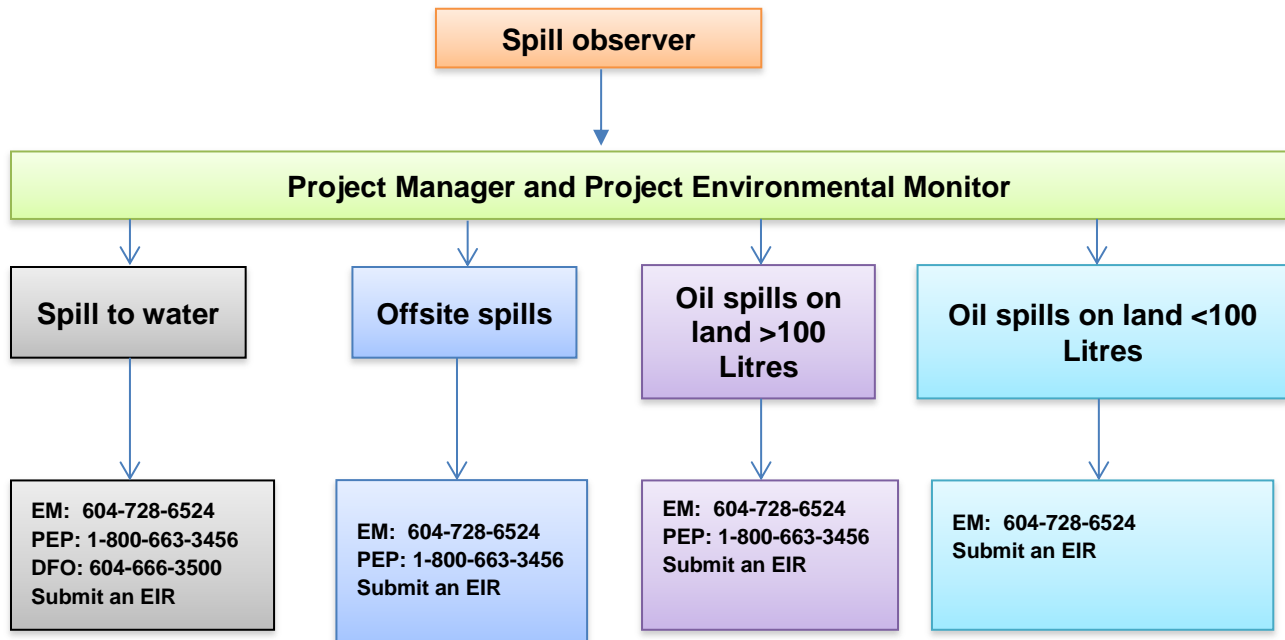 Spill observer
Project Manager and Project Environmental Monitor
Spill to water
Offsite spills
Oil spills on
land >100
Litres
Oil spills on land <100
Litres
EM: 604-728-6524
PEP: 1-800-663-3456
DFO: 604-666-3500
Submit an EIR
EM: 604-728-6524
PEP: 1-800-663-3456
Submit an EIR
EM: 604-728-6524
PEP: 1-800-663-3456
Submit an EIR
EM: 604-728-6524
Submit an EIR